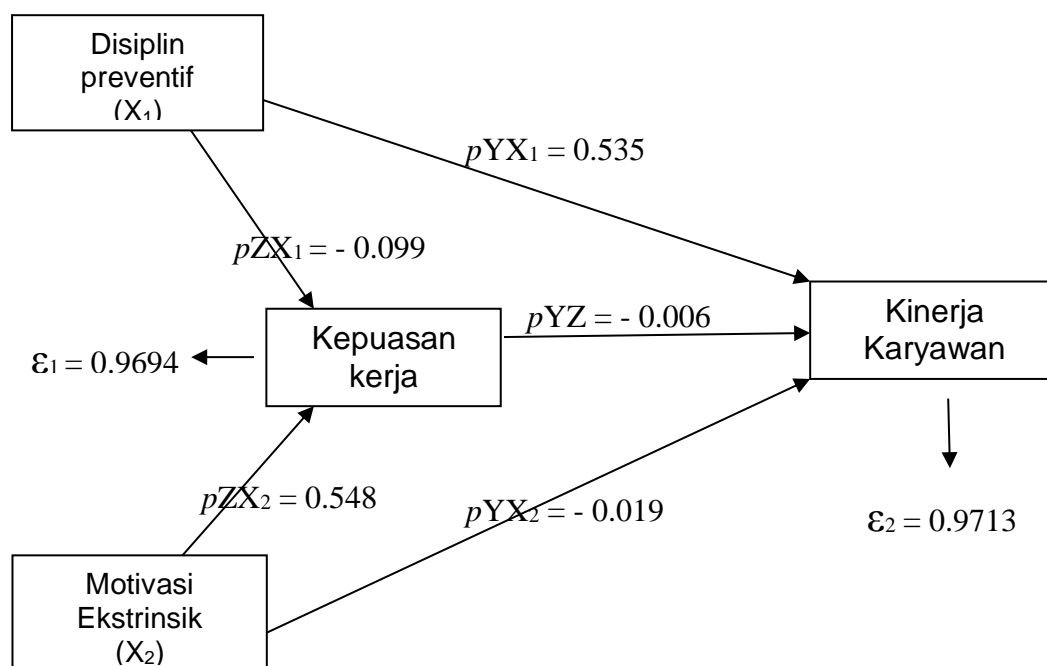 Disiplin
preventif
(X₁)
pYX₁ = 0.535
pZX₁ = - 0.099
Kepuasan
kerja
pYZ = - 0.006
Kinerja
Karyawan
ε₁ = 0.9694
pZX₂ = 0.548
pYX₂ = - 0.019
ε₂ = 0.9713
Motivasi
Ekstrinsik
(X₂)